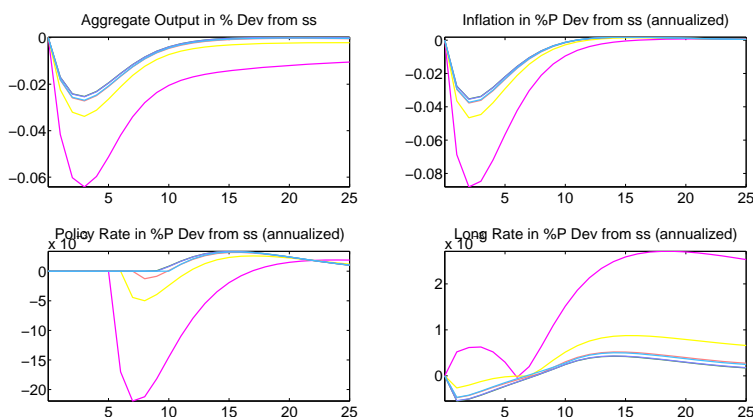 Aggregate Output in % Dev from ss
0
−0.02
−0.04
−0.06
5 10 15 20 25
Inflation in %P Dev from ss (annualized)
0
−0.02
−0.04
−0.06
−0.08
5 10 15 20 25
Policy Rate in %P Dev from ss (annualized)
x 10
0
−5
−10
−15
−20
5 10 15 20 25
Long Rate in %P Dev from ss (annualized)
x 10
2
1
0
5 10 15 20 25